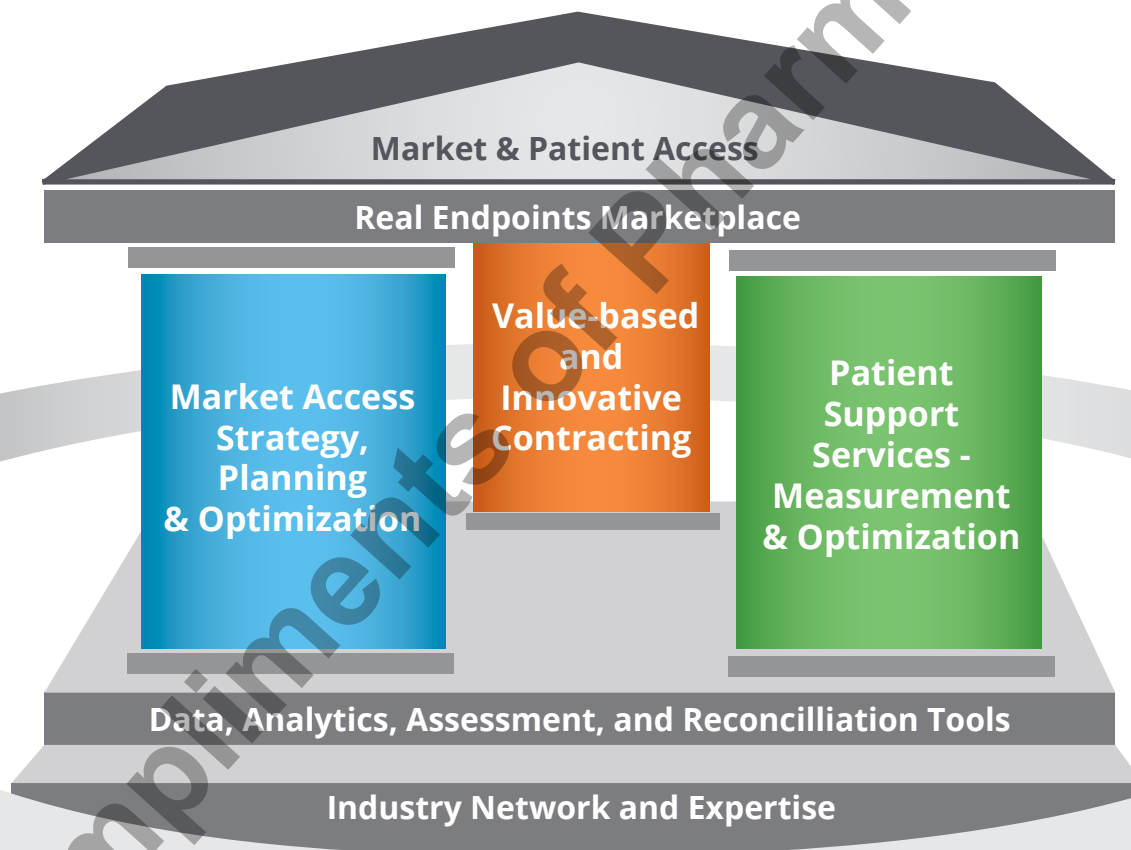 Market & Patient Access
Real Endpoints Marketplace
Market Access
Strategy,
Planning
& Optimization
Value-based
and
Innovative
Contracting
Patient
Support
Services -
Measurement
& Optimization
Data, Analytics, Assessment, and Reconcilliation Tools
Industry Network and Expertise
of